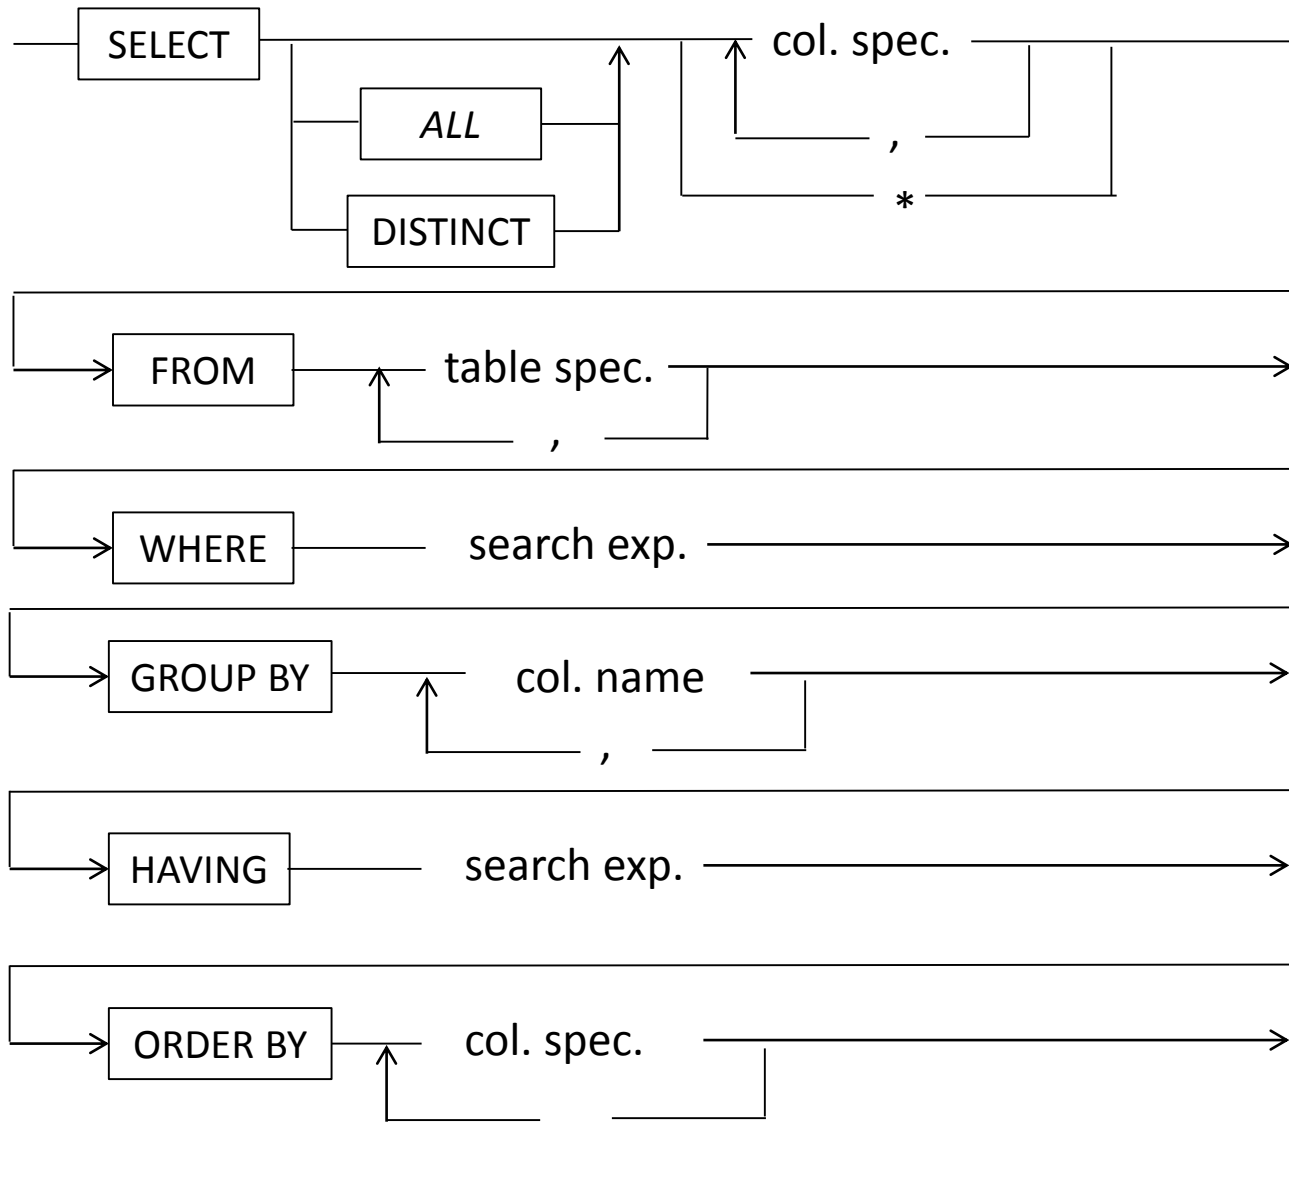 SELECT col. spec.
ALL
,
*
DISTINCT
FROM table spec.
,
WHERE search exp.
GROUP BY col. name
,
HAVING search exp.
ORDER BY col. spec.